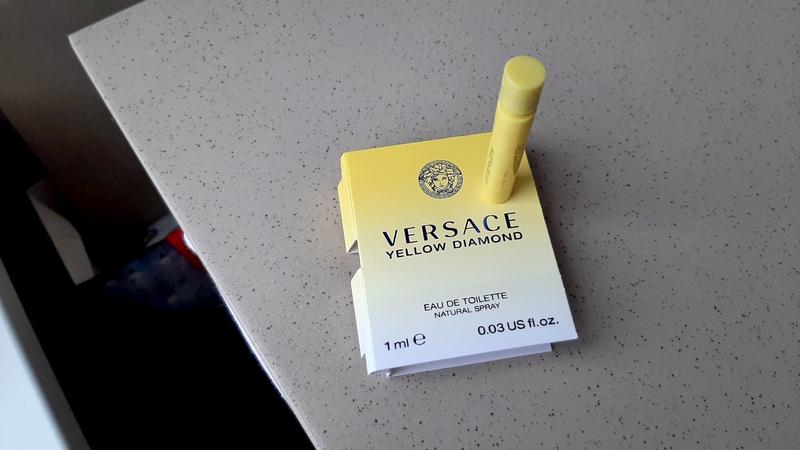 VERSACE
YELLOW DIAMOND
EAU DE TOILETTE
NATURAL SPRAY
1 ml ℮
0.03 US fl.oz.